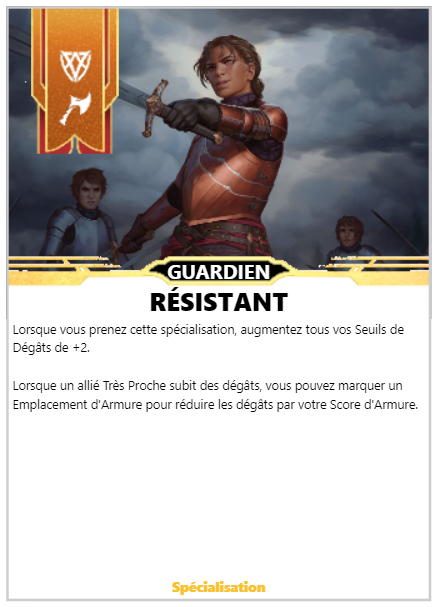 GUARDIEN
RÉSISTANT
Lorsque vous prenez cette spécialisation, augmentez tous vos Seuils de
Dégâts de +2.
Lorsque un allié Très Proche subit des dégâts, vous pouvez marquer un
Emplacement d'Armure pour réduire les dégâts par votre Score d'Armure.
Spécialisation